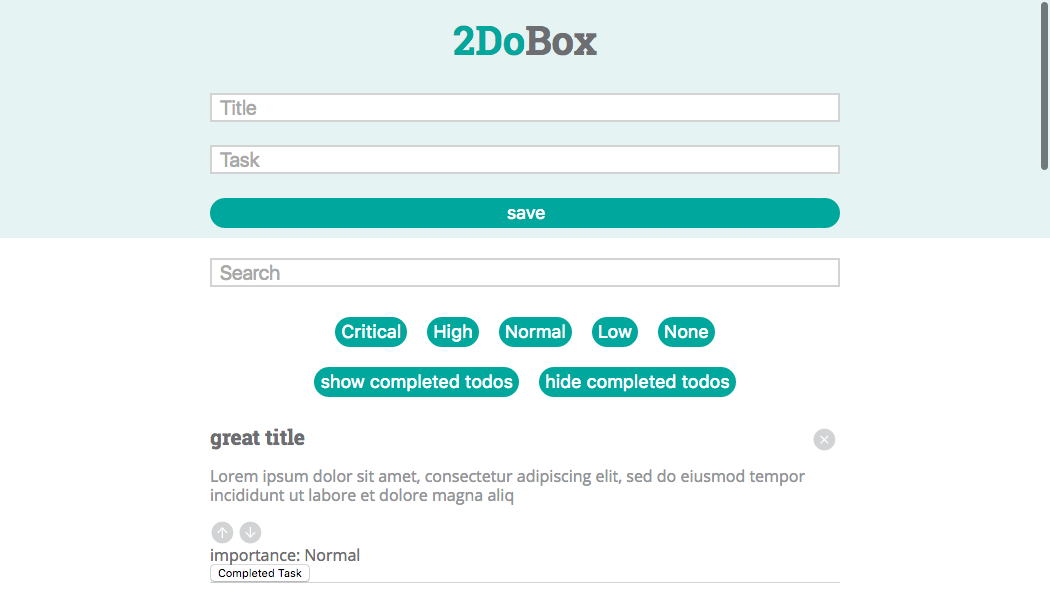 2DoBox
Title
Task
save
Search
Critical High Normal Low None
show completed todos hide completed todos
great title
Lorem ipsum dolor sit amet, consectetur adipiscing elit, sed do eiusmod tempor
incididunt ut labore et dolore magna aliq
importance: Normal
Completed Task